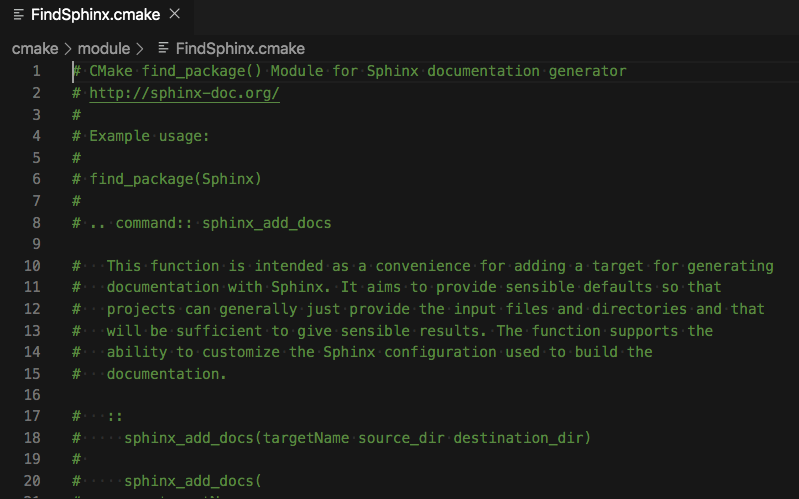 FindSphinx.cmake ×
cmake > module > FindSphinx.cmake
1 # CMake find_package() Module for Sphinx documentation generator
2 # http://sphinx-doc.org/
3 #
4 # Example usage:
5 #
6 # find_package(Sphinx)
7 #
8 # .. command:: sphinx_add_docs
9
10 #   This function is intended as a convenience for adding a target for generating
11 #   documentation with Sphinx. It aims to provide sensible defaults so that
12 #   projects can generally just provide the input files and directories and that
13 #   will be sufficient to give sensible results. The function supports the
14 #   ability to customize the Sphinx configuration used to build the
15 #   documentation.
16
17 #   ::
18 #     sphinx_add_docs(targetName source_dir destination_dir)
19 #
20 #     sphinx_add_docs(